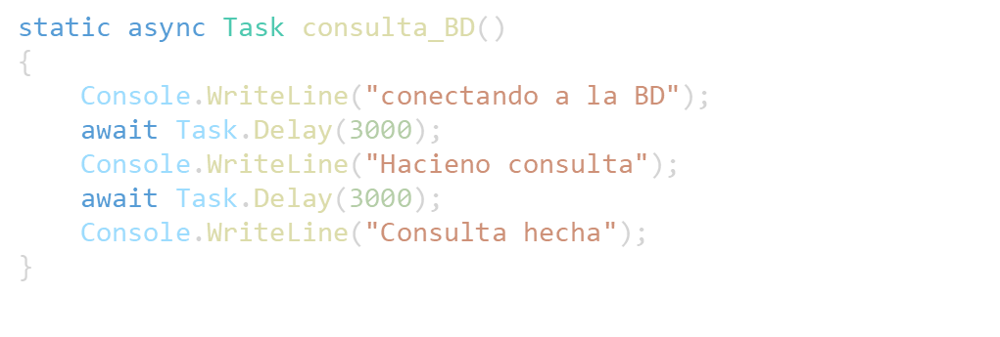 static async Task consulta_BD()
{
    Console.WriteLine("conectando a la BD");
    await Task.Delay(3000);
    Console.WriteLine("Hacieno consulta");
    await Task.Delay(3000);
    Console.WriteLine("Consulta hecha");
}